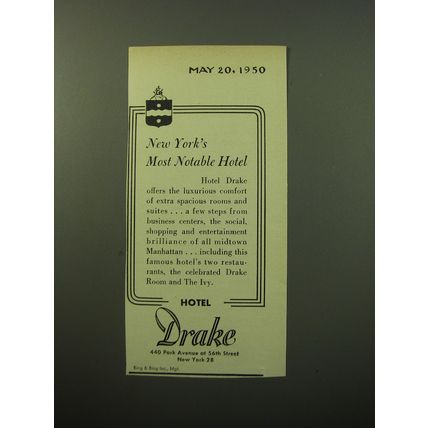 MAY 20, 1950
New York's
Most Notable Hotel
Hotel Drake
offers the luxurious comfort
of extra spacious rooms and
suites . . . a few steps from
business centers, the social,
shopping and entertainment
brilliance of all midtown
Manhattan . . . including this
famous hotel's two restau-
rants, the celebrated Drake
Room and The Ivy.
HOTEL
Drake
440 Park Avenue at 56th Street
New York 28
Bing & Bing Inc., Mgt.